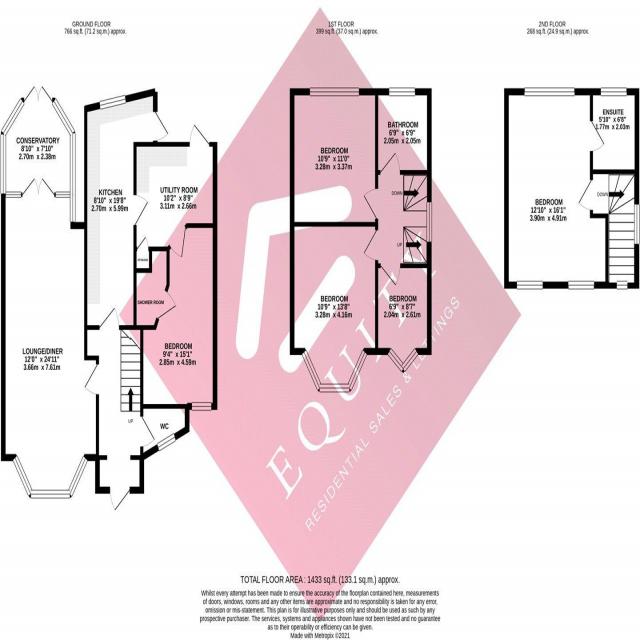 GROUND FLOOR
766 sq.ft. (71.2 sq.m.) approx.
1ST FLOOR
399 sq.ft. (37.0 sq.m.) approx.
2ND FLOOR
268 sq.ft. (24.9 sq.m.) approx.
CONSERVATORY
8'10" x 7'10"
2.70m x 2.38m
KITCHEN
8'10" x 19'8"
2.70m x 5.99m
UTILITY ROOM
10'2" x 8'9"
3.11m x 2.66m
SHOWER ROOM
BEDROOM
9'4" x 15'1"
2.85m x 4.59m
LOUNGE/DINER
12'0" x 24'11"
3.66m x 7.61m
UP
WC
BEDROOM
10'9" x 11'0"
3.28m x 3.37m
BATHROOM
6'9" x 6'9"
2.05m x 2.05m
DOWN
UP
BEDROOM
10'9" x 13'8"
3.28m x 4.16m
BEDROOM
6'9" x 8'7"
2.04m x 2.61m
ENSUITE
5'10" x 6'8"
1.77m x 2.03m
BEDROOM
12'10" x 16'1"
3.90m x 4.91m
DOWN
EQUITY
RESIDENTIAL SALES & LETTINGS
TOTAL FLOOR AREA : 1433 sq.ft. (133.1 sq.m.) approx.
Whilst every attempt has been made to ensure the accuracy of the floorplan contained here, measurements
of doors, windows, rooms and any other items are approximate and no responsibility is taken for any error,
omission or mis-statement. This plan is for illustrative purposes only and should be used as such by any
prospective purchaser. The services, systems and appliances shown have not been tested and no guarantee
as to their operability or efficiency can be given.
Made with Metropix ©2021